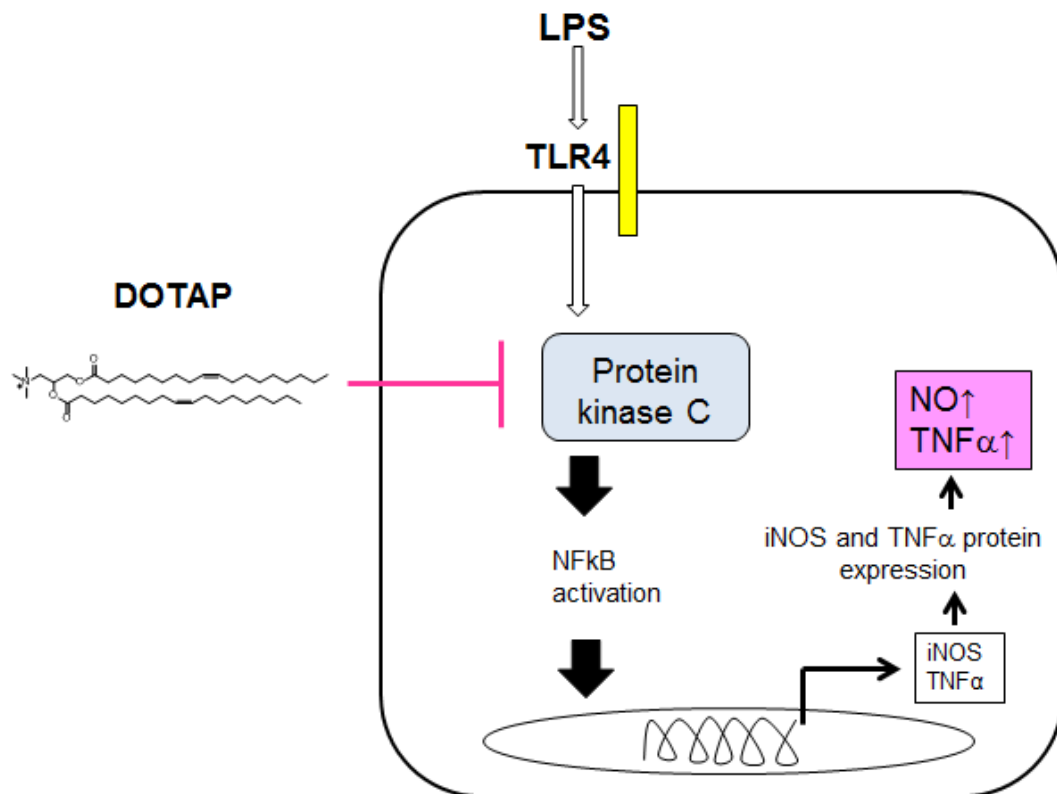 LPS
TLR4
DOTAP
N
+
O
O
O
O
Protein
kinase C
NFkB
activation
NO↑
TNFα↑
iNOS and TNFα protein
expression
iNOS
TNFα